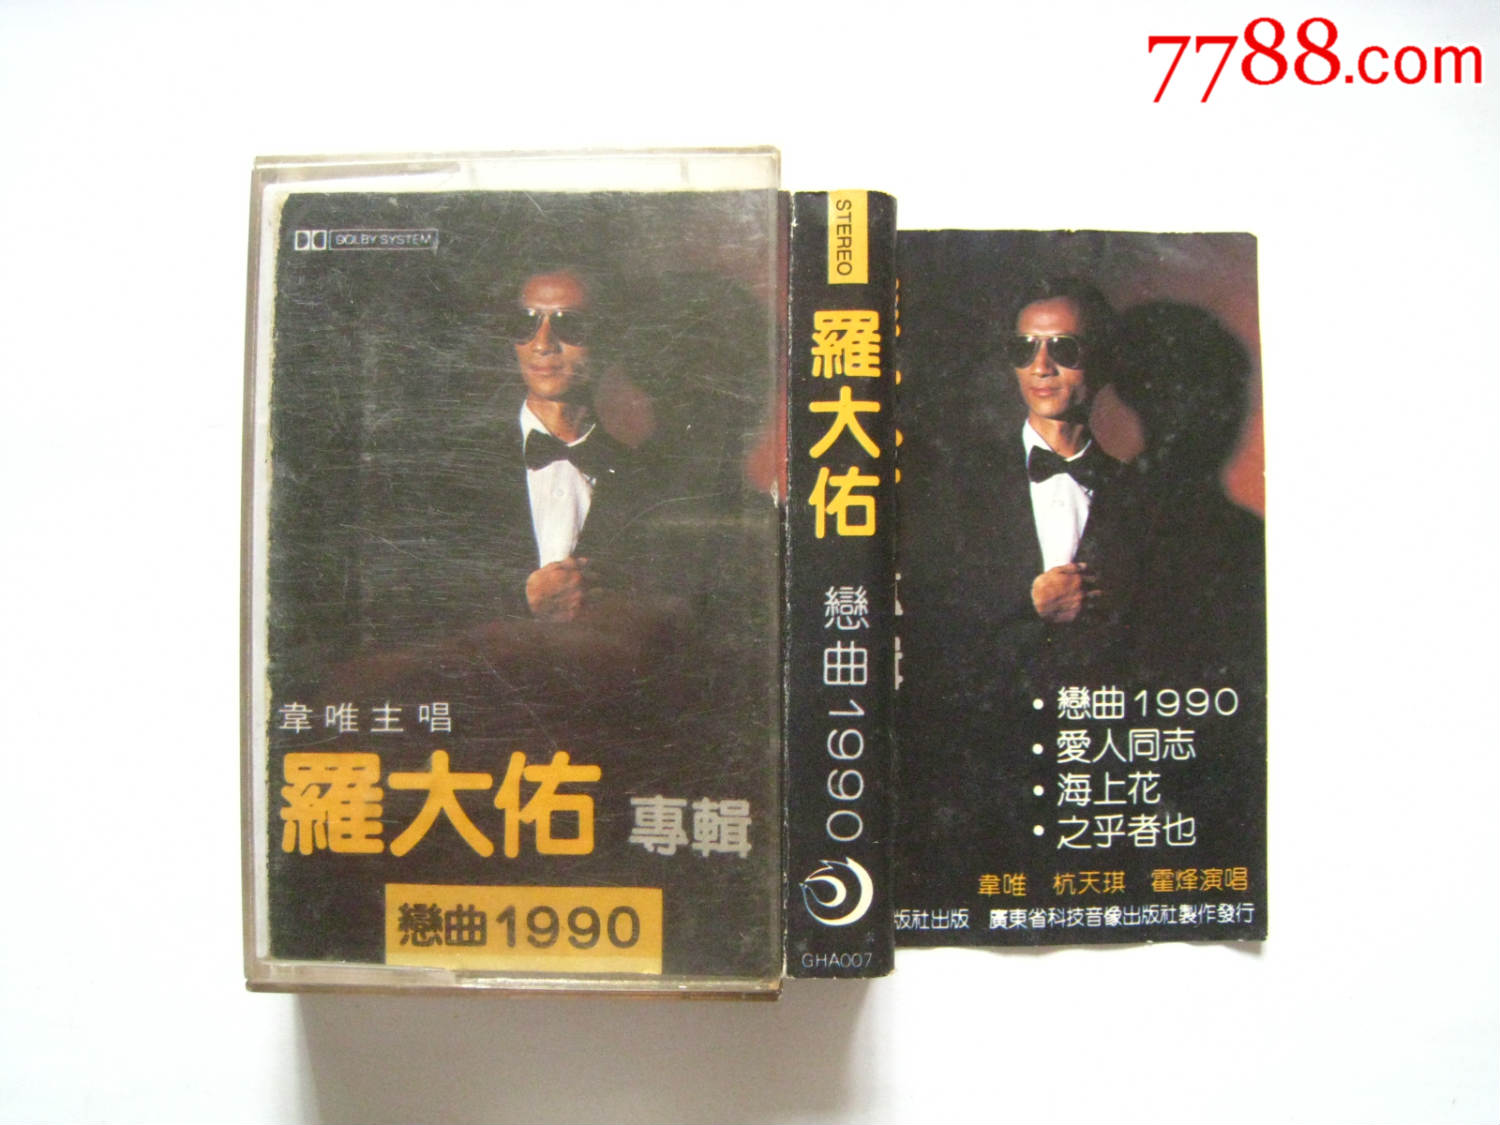 7788.com
DOLBY SYSTEM
韋唯主唱
羅大佑 專輯
戀曲1990
STEREO
羅大佑
戀曲1990
GHA007
·戀曲1990
·愛人同志
·海上花
·之乎者也
韋唯 杭天琪 霍烽演唱
版社出版 廣東省科技音像出版社製作發行